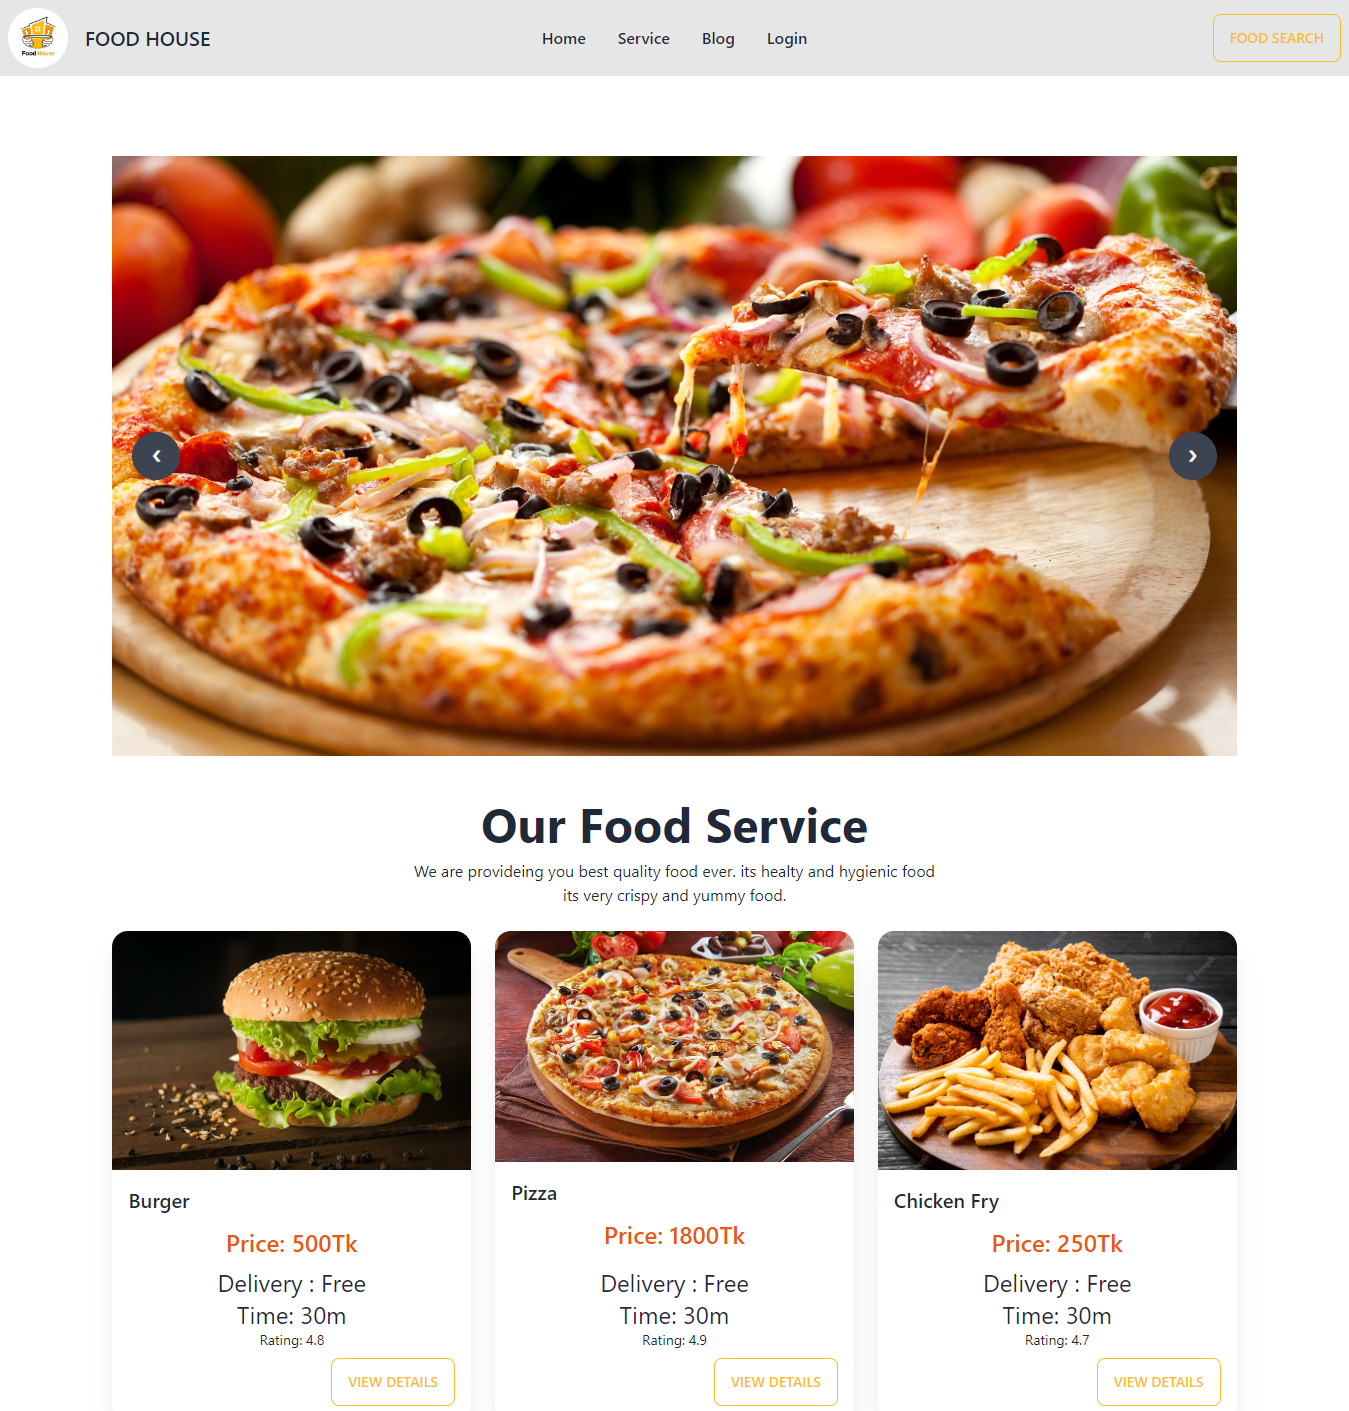 Food House
FOOD HOUSE
Home
Service
Blog
Login
FOOD SEARCH
‹
›
Our Food Service
We are provideing you best quality food ever. its healty and hygienic food
its very crispy and yummy food.
Burger
Price: 500Tk
Delivery : Free
Time: 30m
Rating: 4.8
VIEW DETAILS
Pizza
Price: 1800Tk
Delivery : Free
Time: 30m
Rating: 4.9
VIEW DETAILS
Chicken Fry
Price: 250Tk
Delivery : Free
Time: 30m
Rating: 4.7
VIEW DETAILS